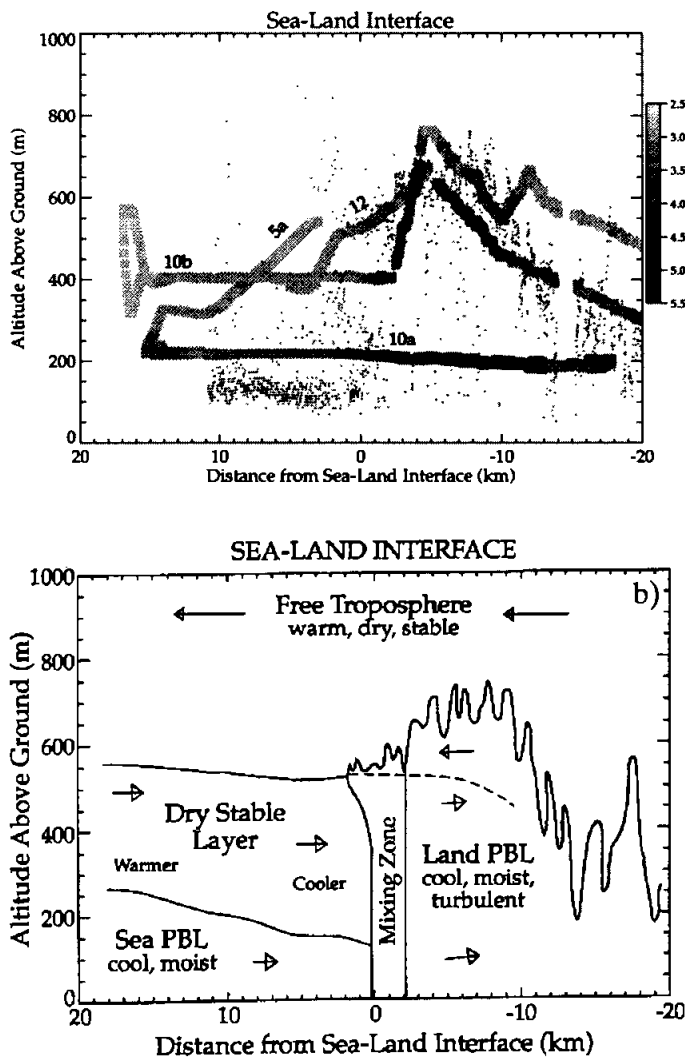 Sea-Land Interface
1000
800
600
400
200
0
Altitude Above Ground (m)
5a
12
10b
10a
2.5
3.0
3.5
4.0
4.5
5.0
5.5
20
10
0
-10
-20
Distance from Sea-Land Interface (km)
SEA-LAND INTERFACE
b)
1000
800
600
400
200
0
Altitude Above Ground (m)
Free Troposphere
warm, dry, stable
Dry Stable
Layer
Warmer
Cooler
Sea PBL
cool, moist
Mixing Zone
Land PBL
cool, moist,
turbulent
20
10
0
-10
-20
Distance from Sea-Land Interface (km)